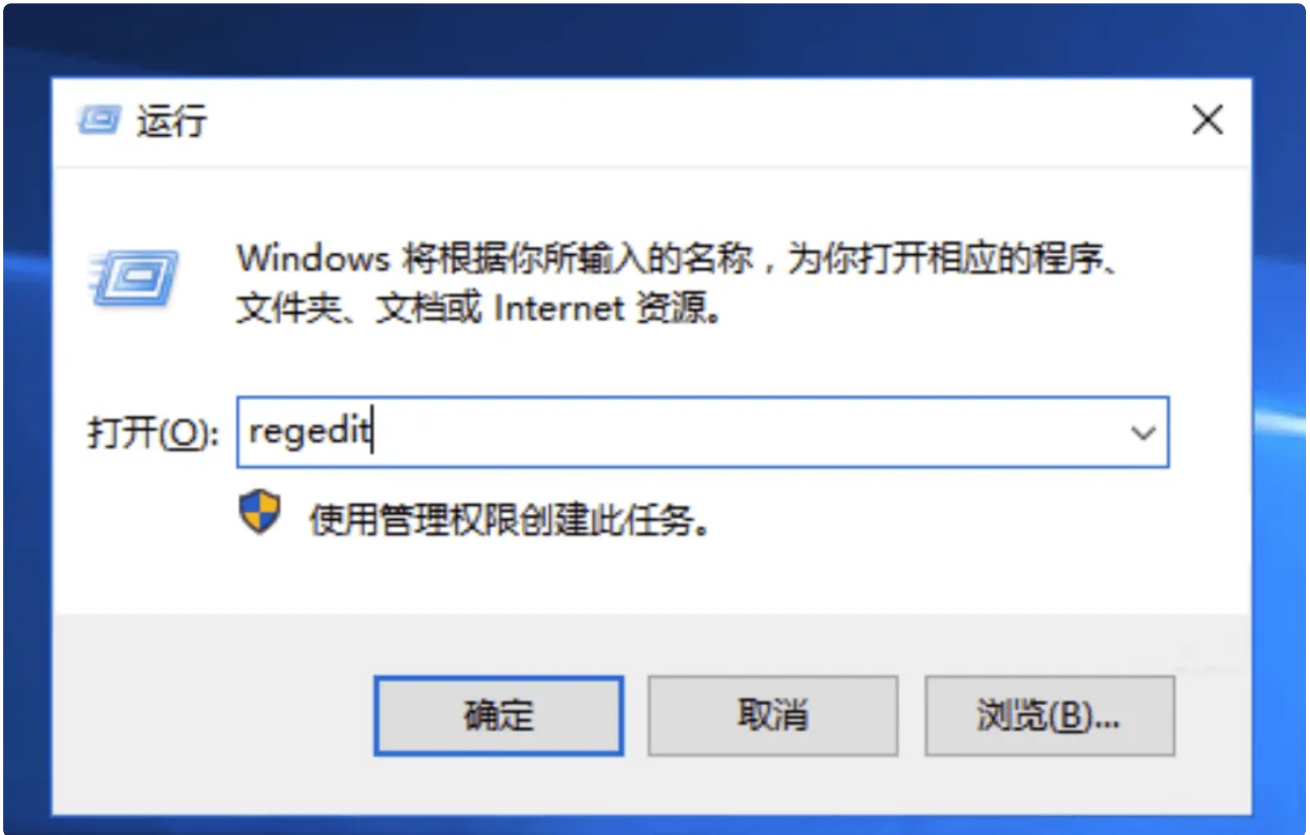 运行
Windows 将根据你所输入的名称，为你打开相应的程序、
文件夹、文档或 Internet 资源。
打开(O): regedit
使用管理权限创建此任务。
确定 取消 浏览(B)...